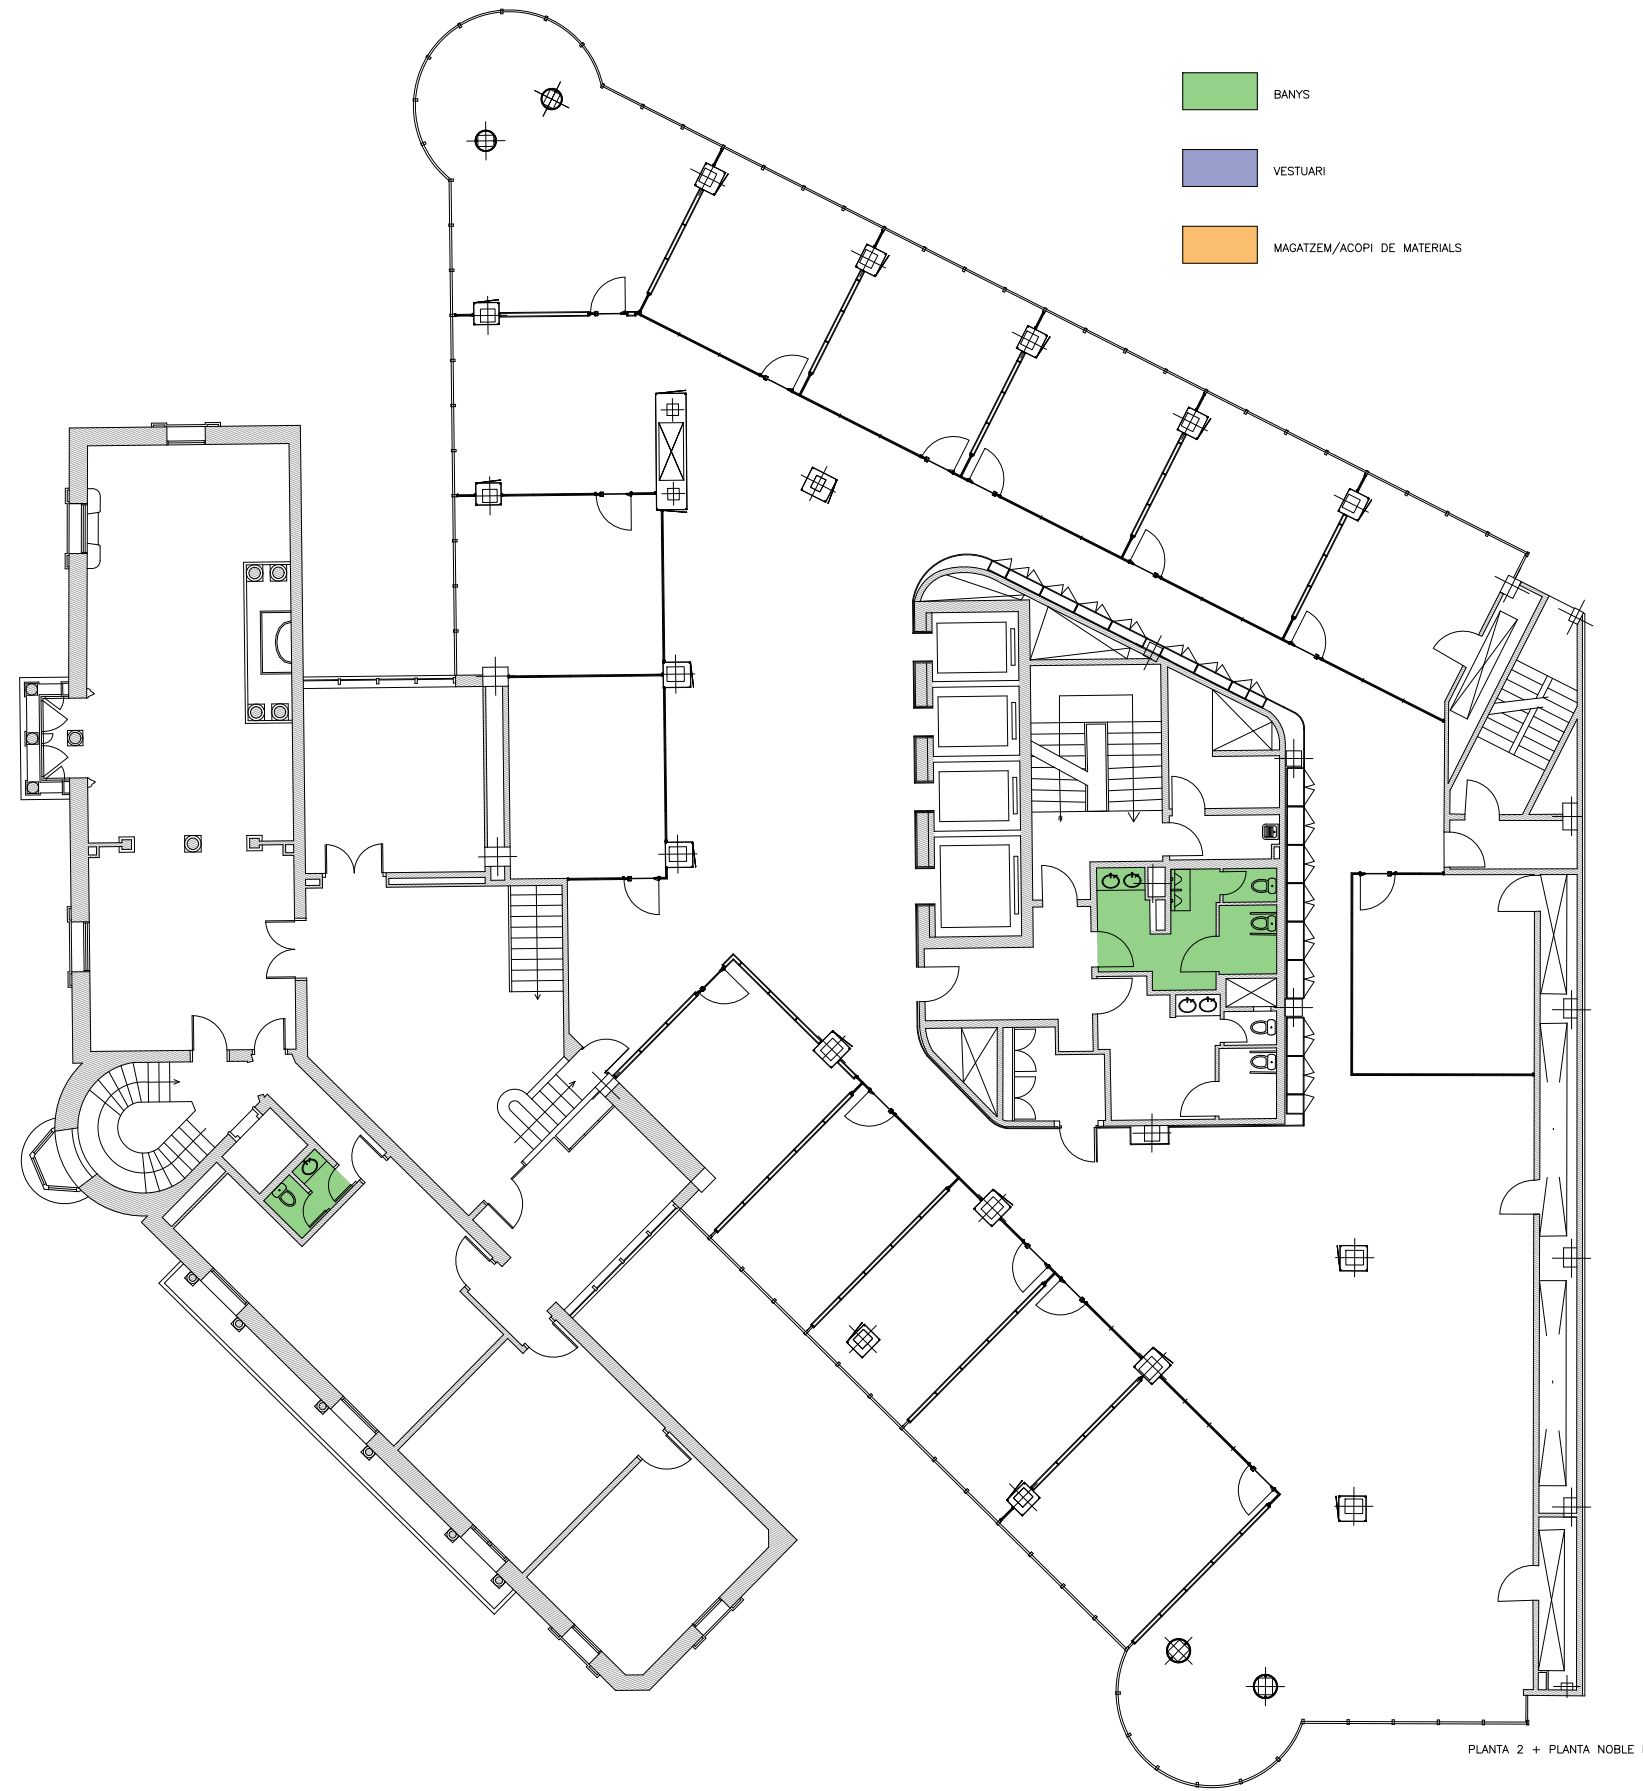 BANYS
VESTUARI
MAGATZEM/ACOPI DE MATERIALS
PLANTA 2 + PLANTA NOBLE